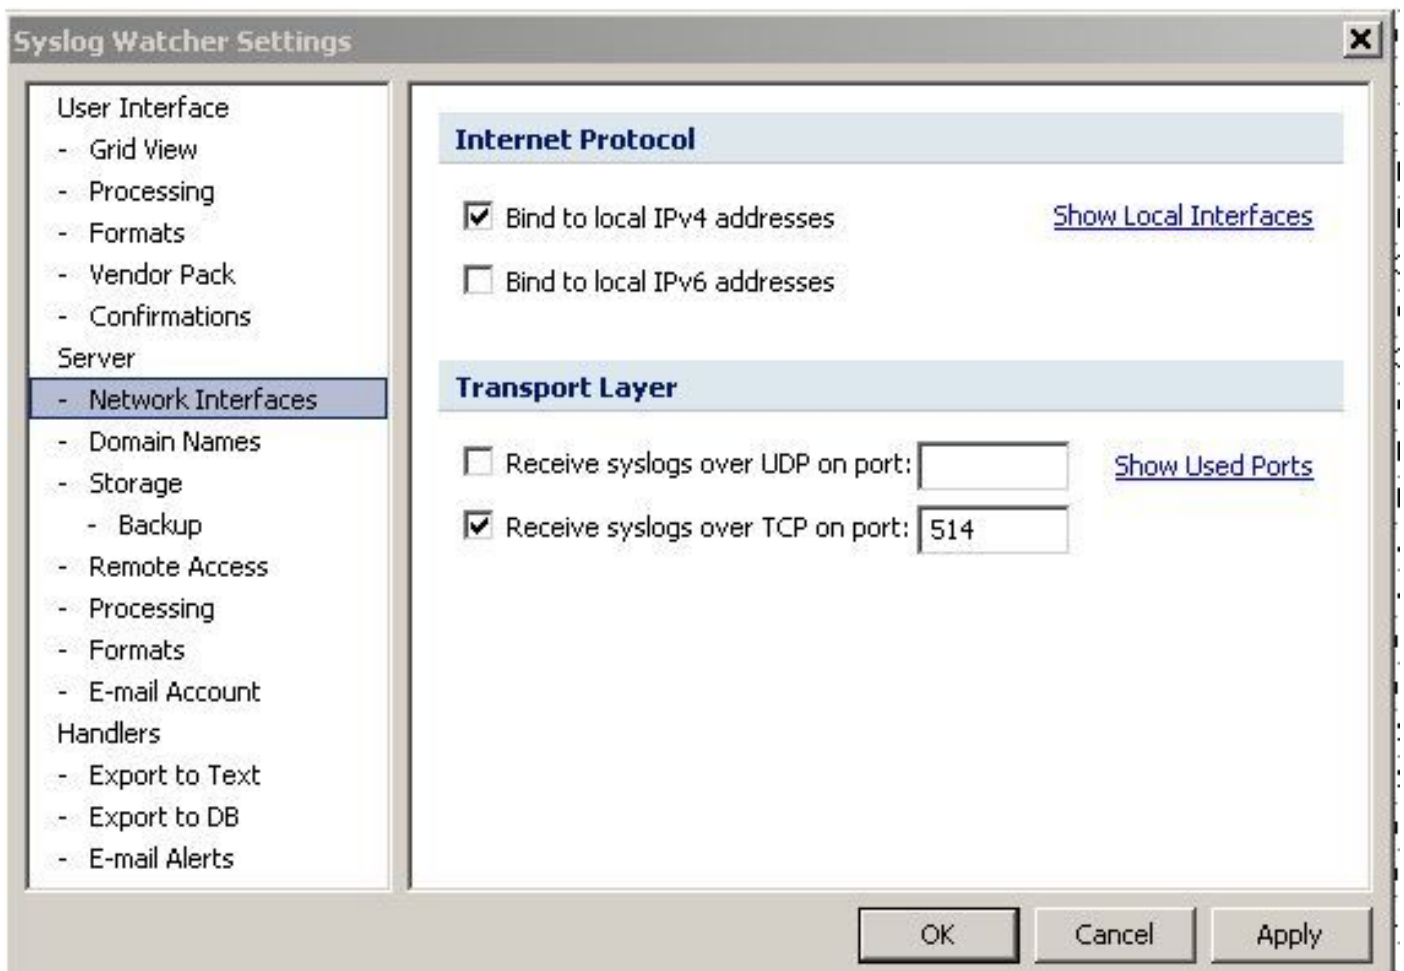 Syslog Watcher Settings
User Interface
- Grid View
- Processing
- Formats
- Vendor Pack
- Confirmations
Server
- Network Interfaces
- Domain Names
- Storage
- Backup
- Remote Access
- Processing
- Formats
- E-mail Account
Handlers
- Export to Text
- Export to DB
- E-mail Alerts
Internet Protocol
Bind to local IPv4 addresses
Show Local Interfaces
Bind to local IPv6 addresses
Transport Layer
Receive syslogs over UDP on port:
Show Used Ports
Receive syslogs over TCP on port: 514
OK
Cancel
Apply